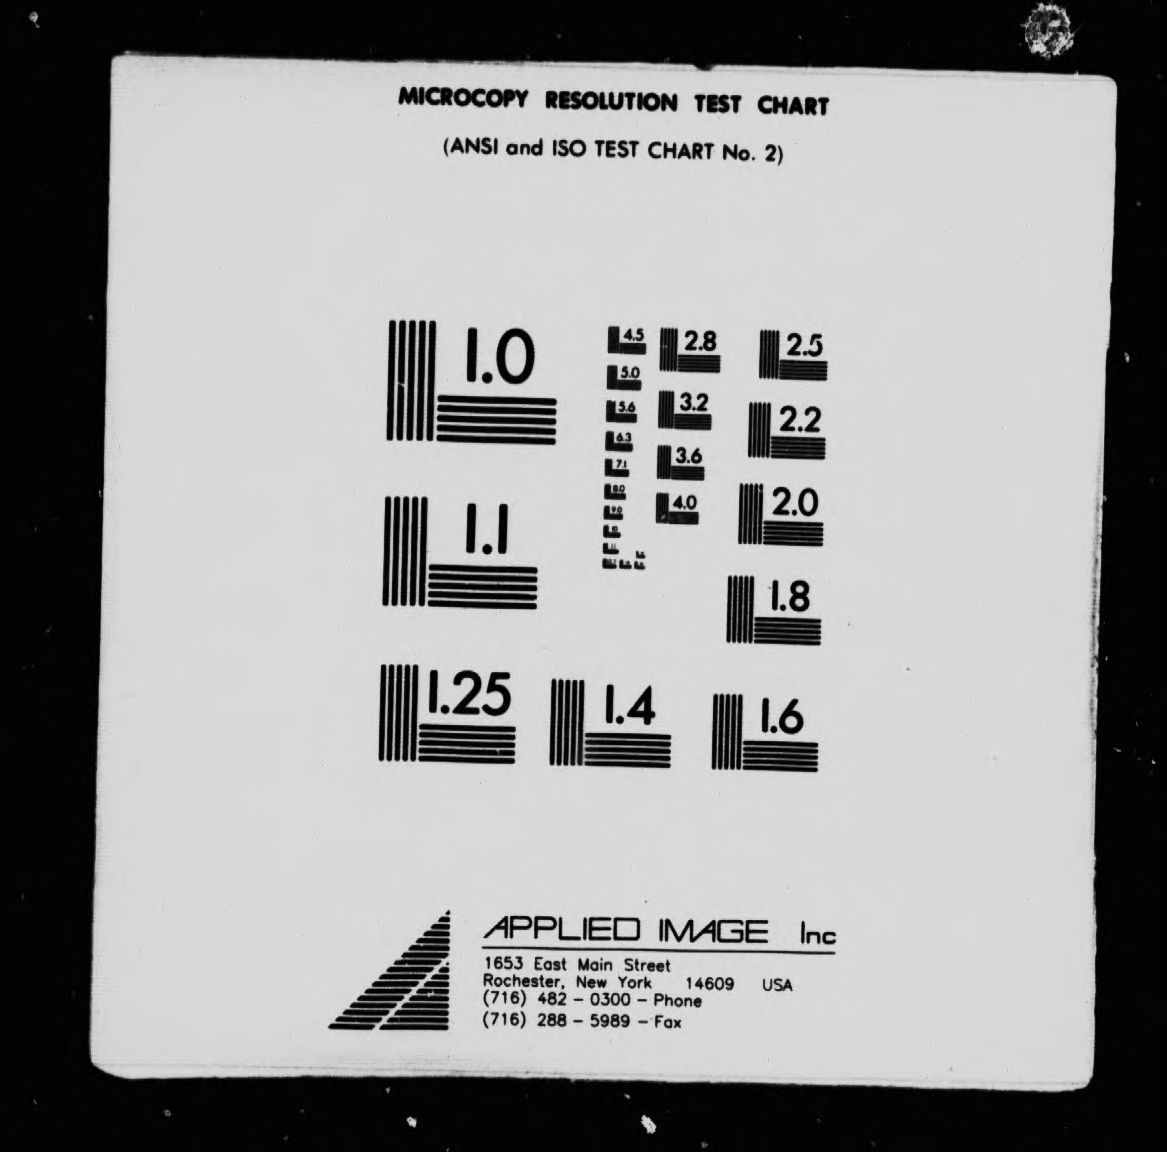 MICROCOPY RESOLUTION TEST CHART
(ANSI and ISO TEST CHART No. 2)
1.0
1.1
1.25
1.4
1.6
1.8
2.0
2.2
2.5
2.8
3.2
3.6
4.0
4.5
5.0
5.6
6.3
7.1
8.0
9.0
APPLIED IMAGE Inc
1653 East Main Street
Rochester, New York 14609 USA
(716) 482 - 0300 - Phone
(716) 288 - 5989 - Fax